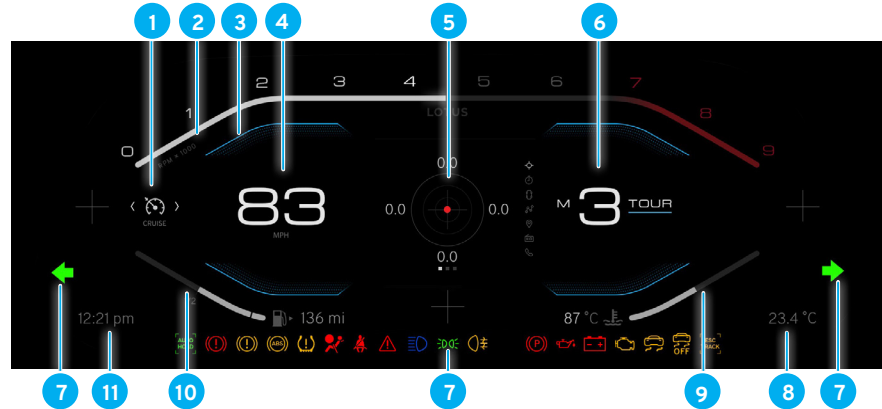 1 2 3 4 5 6
0 1 2 3 4 5 6 7 8 9
RPM x 1000
LOTUS
0.0
< > CRUISE
83
MPH
0.0 0.0
M 3 TOUR
0.0
12:21 pm
136 mi
87 °C
23.4 °C
AUTO
HOLD
ABS
P
OFF
ESC
TRACK
7 11 10 7 9 8 7